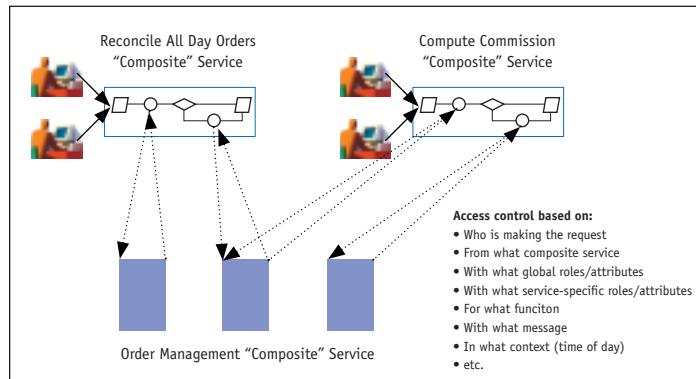 Reconcile All Day Orders
“Composite” Service
Compute Commission
“Composite” Service
Access control based on:
• Who is making the request
• From what composite service
• With what global roles/attributes
• With what service-specific roles/attributes
• For what funciton
• With what message
• In what context (time of day)
• etc.
Order Management “Composite” Service